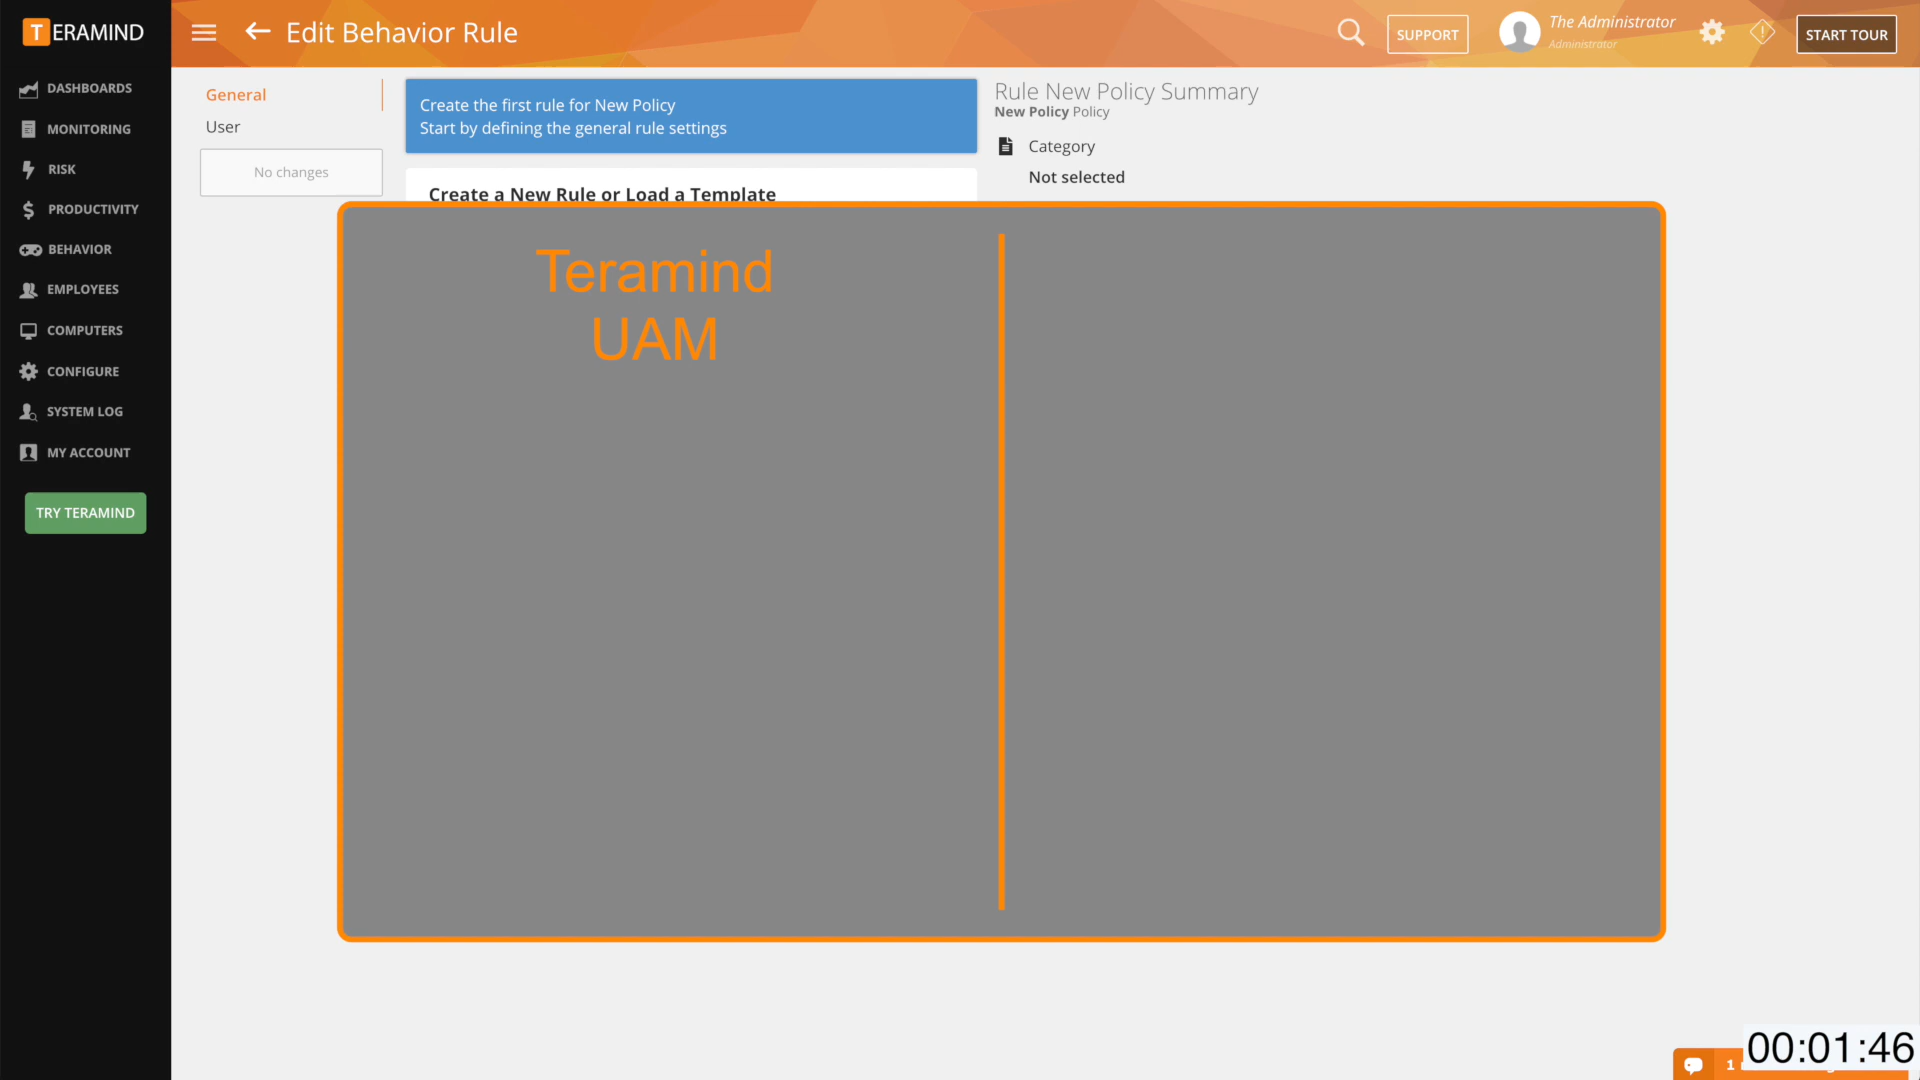 TERAMIND
Edit Behavior Rule
SUPPORT
The Administrator
Administrator
START TOUR
DASHBOARDS
MONITORING
RISK
PRODUCTIVITY
BEHAVIOR
EMPLOYEES
COMPUTERS
CONFIGURE
SYSTEM LOG
MY ACCOUNT
TRY TERAMIND
General
User
No changes
Create the first rule for New Policy
Start by defining the general rule settings
Create a New Rule or Load a Template
Rule New Policy Summary
New Policy Policy
Category
Not selected
Teramind
UAM
1
00:01:46